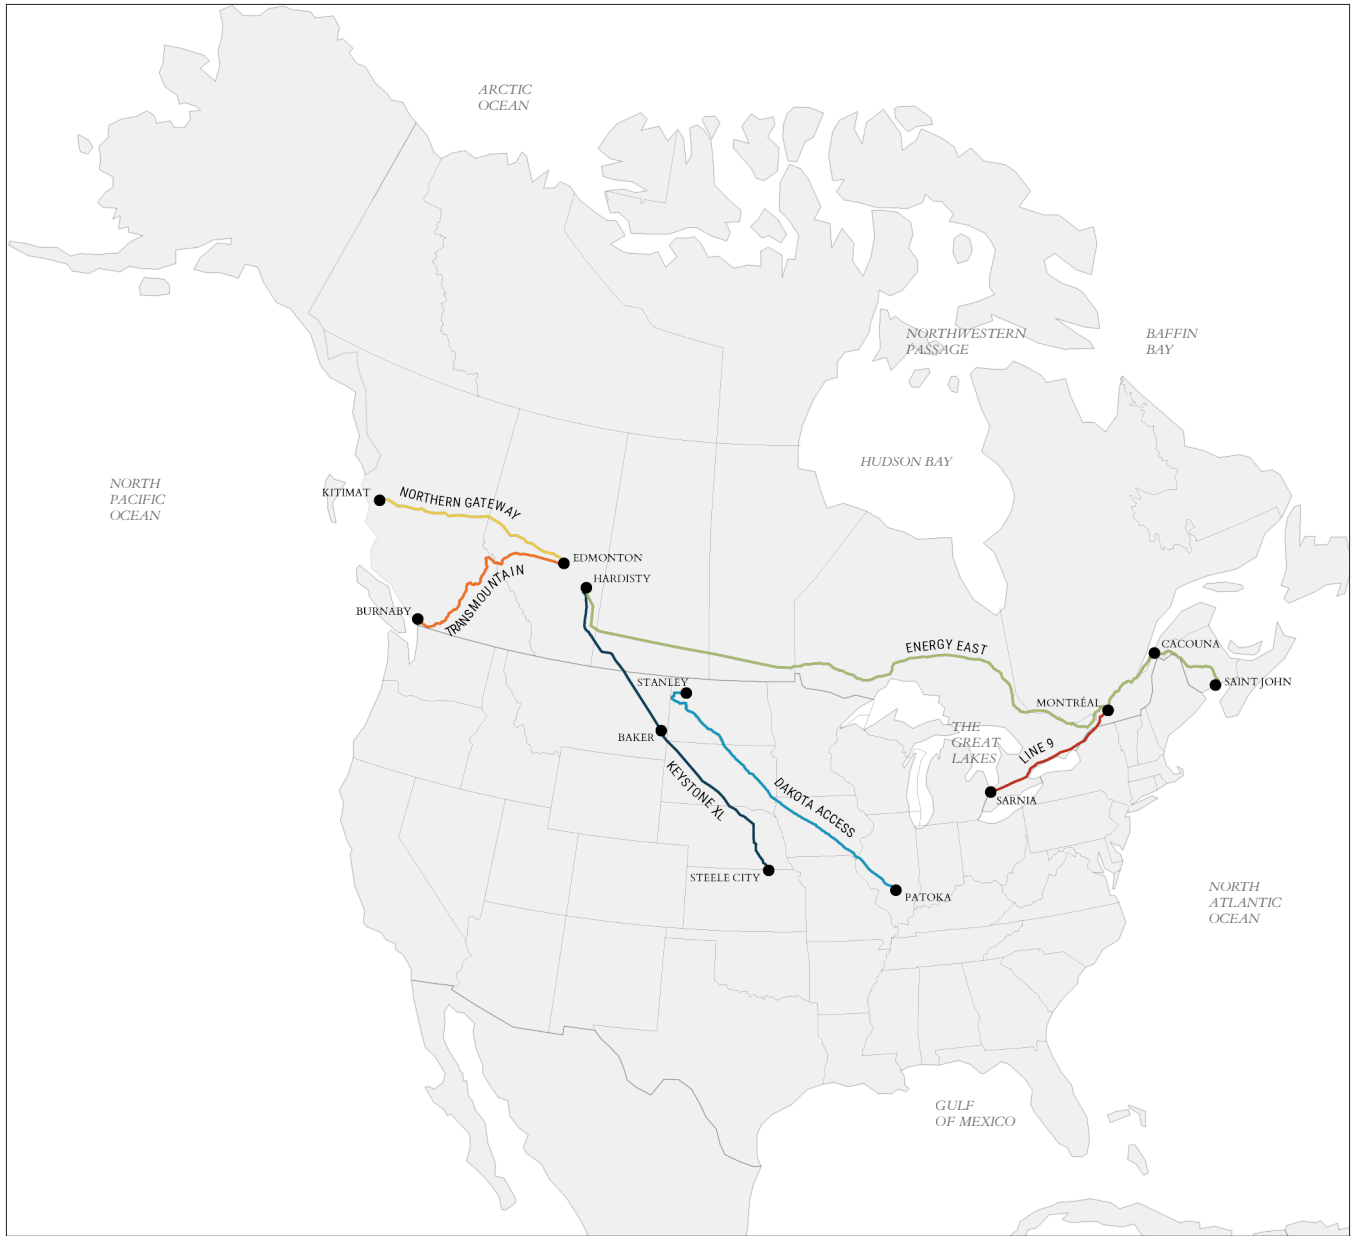 ARCTIC
OCEAN
NORTHWESTERN
PASSAGE
BAFFIN
BAY
HUDSON BAY
NORTH
PACIFIC
OCEAN
KITIMAT
NORTHERN GATEWAY
EDMONTON
HARDISTY
BURNABY
TRANSMOUNTAIN
ENERGY EAST
CACOUNA
SAINT JOHN
STANLEY
MONTRÉAL
BAKER
THE
GREAT
LAKES
LINE 9
KEYSTONE XL
DAKOTA ACCESS
SARNIA
STEELE CITY
PATOKA
NORTH
ATLANTIC
OCEAN
GULF
OF MEXICO